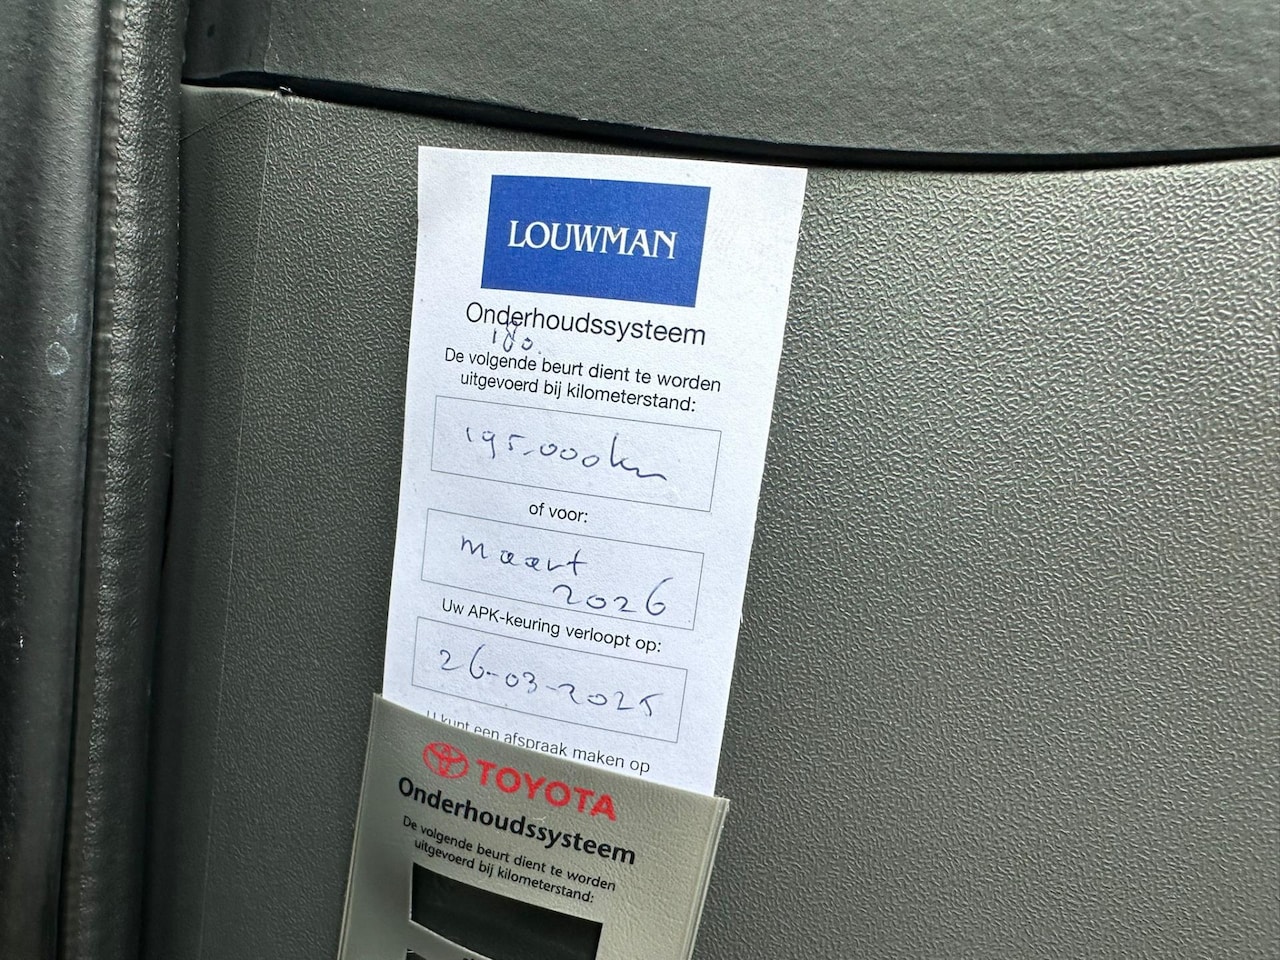 LOUWMAN
Onderhoudssysteem
180.
De volgende beurt dient te worden
uitgevoerd bij kilometerstand:
195.000km
of voor:
maart
2026
Uw APK-keuring verloopt op:
26-03-2025
U kunt een afspraak maken op
TOYOTA
Onderhoudssysteem
De volgende beurt dient te worden
uitgevoerd bij kilometerstand: